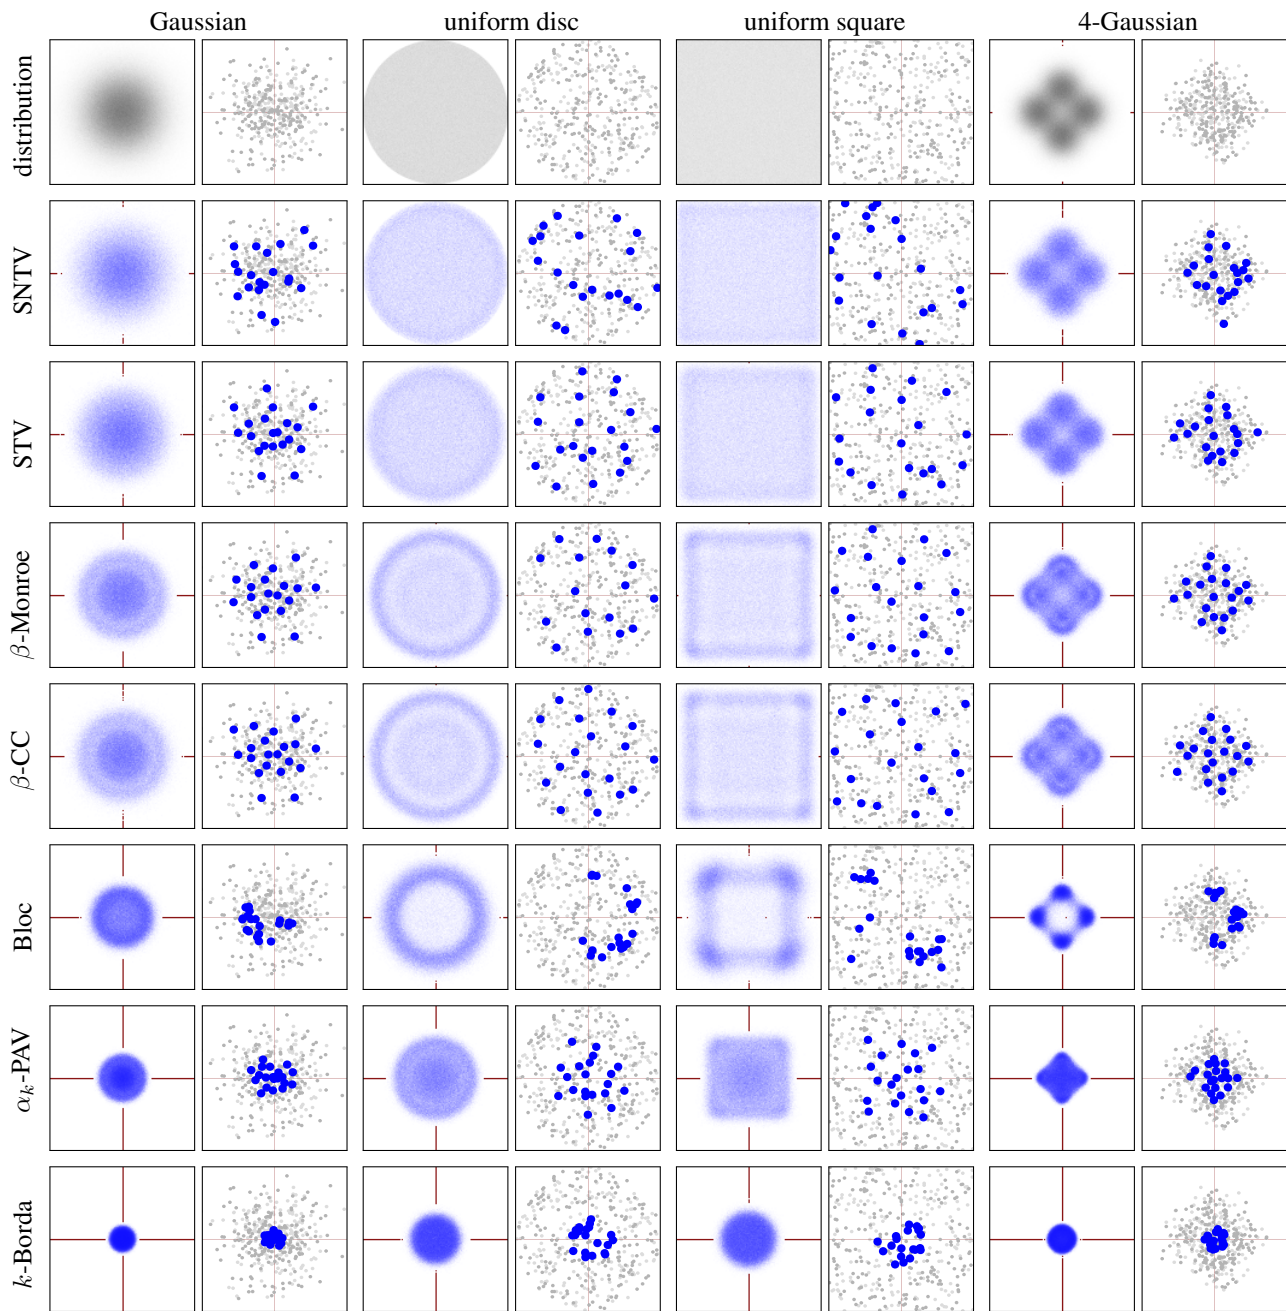 Gaussian uniform disc uniform square 4-Gaussian
distribution
SNTV
STV
β-Monroe
β-CC
Bloc
αₖ-PAV
k-Borda